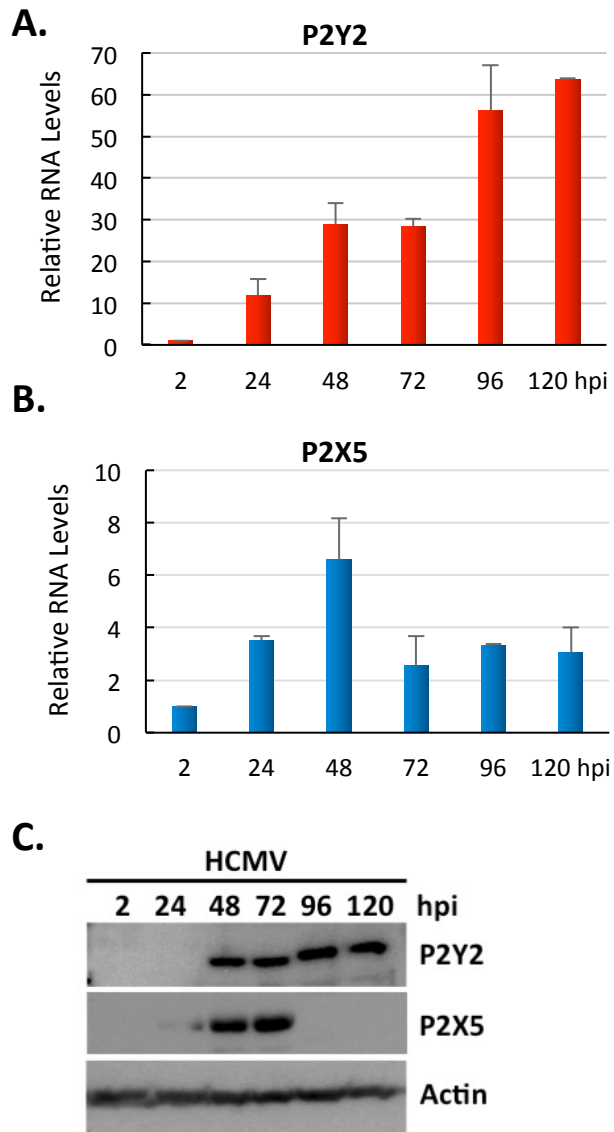 A.
P2Y2
Relative RNA Levels
70
60
50
40
30
20
10
0
2 24 48 72 96 120 hpi
B.
P2X5
Relative RNA Levels
10
8
6
4
2
0
2 24 48 72 96 120 hpi
C.
HCMV
2 24 48 72 96 120 hpi
P2Y2
P2X5
Actin